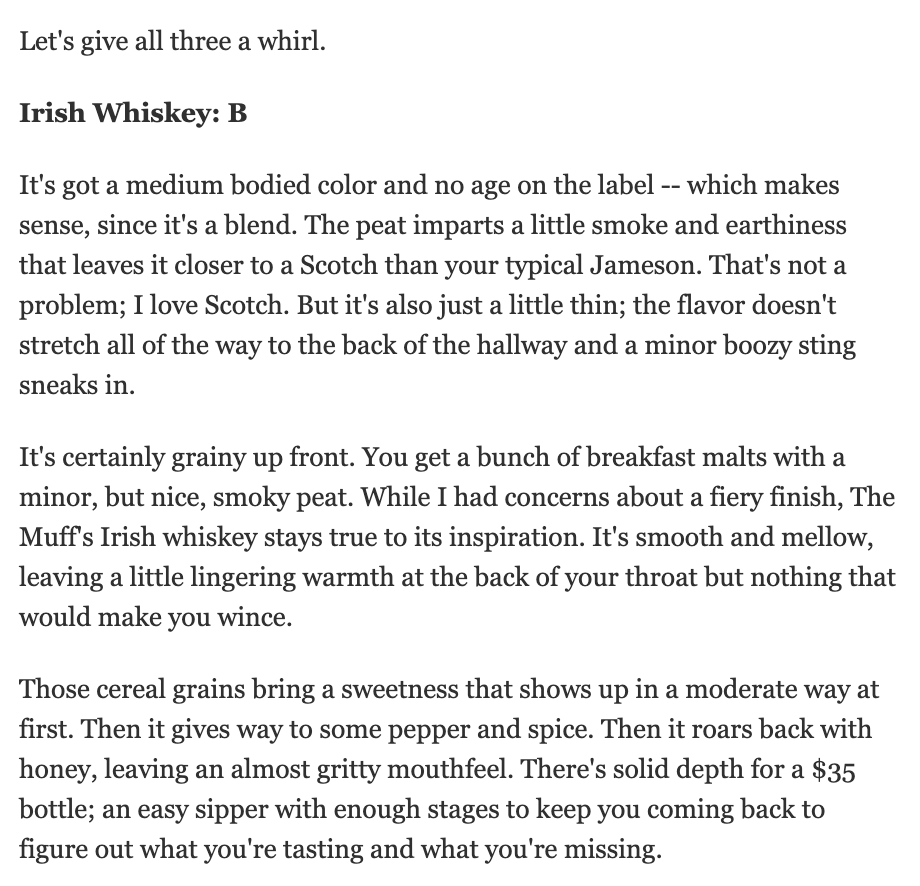 Let's give all three a whirl.
Irish Whiskey: B
It's got a medium bodied color and no age on the label -- which makes
sense, since it's a blend. The peat imparts a little smoke and earthiness
that leaves it closer to a Scotch than your typical Jameson. That's not a
problem; I love Scotch. But it's also just a little thin; the flavor doesn't
stretch all of the way to the back of the hallway and a minor boozy sting
sneaks in.
It's certainly grainy up front. You get a bunch of breakfast malts with a
minor, but nice, smoky peat. While I had concerns about a fiery finish, The
Muff's Irish whiskey stays true to its inspiration. It's smooth and mellow,
leaving a little lingering warmth at the back of your throat but nothing that
would make you wince.
Those cereal grains bring a sweetness that shows up in a moderate way at
first. Then it gives way to some pepper and spice. Then it roars back with
honey, leaving an almost gritty mouthfeel. There's solid depth for a $35
bottle; an easy sipper with enough stages to keep you coming back to
figure out what you're tasting and what you're missing.